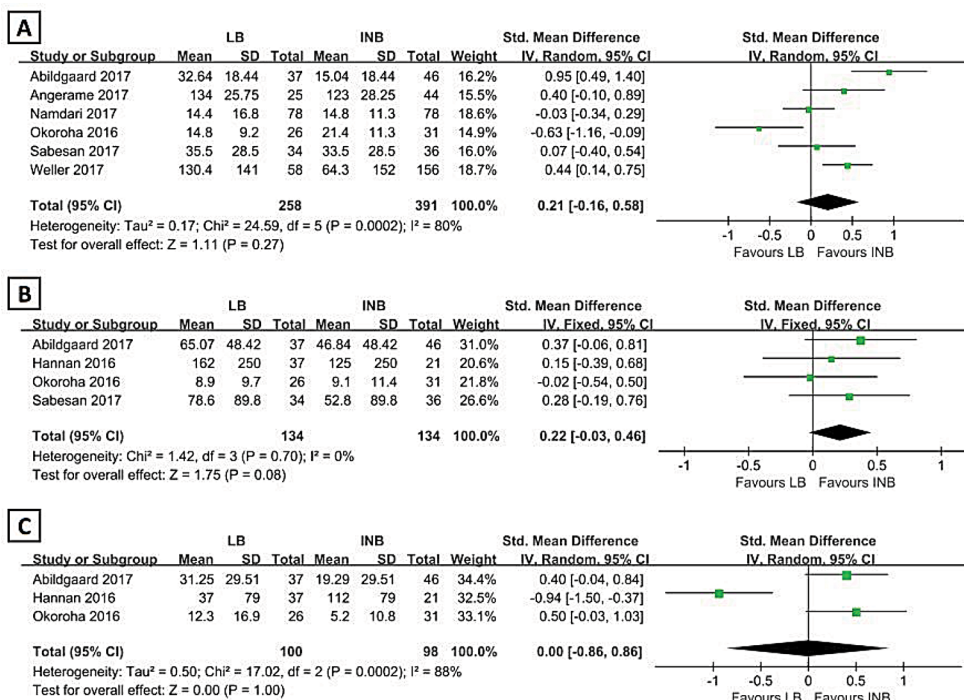 A
LB INB Std. Mean Difference Std. Mean Difference
Study or Subgroup Mean SD Total Mean SD Total Weight IV, Random, 95% CI IV, Random, 95% CI
Abildgaard 2017 32.64 18.44 37 15.04 18.44 46 16.2% 0.95 [0.49, 1.40]
Angerame 2017 134 25.75 25 123 28.25 44 15.5% 0.40 [-0.10, 0.89]
Namdari 2017 14.4 16.8 78 14.8 11.3 78 18.6% -0.03 [-0.34, 0.29]
Okoroha 2016 14.8 9.2 26 21.4 11.3 31 14.9% -0.63 [-1.16, -0.09]
Sabesan 2017 35.5 28.5 34 33.5 28.5 36 16.0% 0.07 [-0.40, 0.54]
Weller 2017 130.4 141 58 64.3 152 156 18.7% 0.44 [0.14, 0.75]
Total (95% CI) 258 391 100.0% 0.21 [-0.16, 0.58]
Heterogeneity: Tau² = 0.17; Chi² = 24.59, df = 5 (P = 0.0002); I² = 80%
Test for overall effect: Z = 1.11 (P = 0.27)
-1 -0.5 0 0.5 1
Favours LB Favours INB
B
LB INB Std. Mean Difference Std. Mean Difference
Study or Subgroup Mean SD Total Mean SD Total Weight IV, Fixed, 95% CI IV, Fixed, 95% CI
Abildgaard 2017 65.07 48.42 37 46.84 48.42 46 31.0% 0.37 [-0.06, 0.81]
Hannan 2016 162 250 37 125 250 21 20.6% 0.15 [-0.39, 0.68]
Okoroha 2016 8.9 9.7 26 9.1 11.4 31 21.8% -0.02 [-0.54, 0.50]
Sabesan 2017 78.6 89.8 34 52.8 89.8 36 26.6% 0.28 [-0.19, 0.76]
Total (95% CI) 134 134 100.0% 0.22 [-0.03, 0.46]
Heterogeneity: Chi² = 1.42, df = 3 (P = 0.70); I² = 0%
Test for overall effect: Z = 1.75 (P = 0.08)
-1 -0.5 0 0.5 1
Favours LB Favours INB
C
LB INB Std. Mean Difference Std. Mean Difference
Study or Subgroup Mean SD Total Mean SD Total Weight IV, Random, 95% CI IV, Random, 95% CI
Abildgaard 2017 31.25 29.51 37 19.29 29.51 46 34.4% 0.40 [-0.04, 0.84]
Hannan 2016 37 79 37 112 79 21 32.5% -0.94 [-1.50, -0.37]
Okoroha 2016 12.3 16.9 26 5.2 10.8 31 33.1% 0.50 [-0.03, 1.03]
Total (95% CI) 100 98 100.0% 0.00 [-0.86, 0.86]
Heterogeneity: Tau² = 0.50; Chi² = 17.02, df = 2 (P = 0.0002); I² = 88%
Test for overall effect: Z = 0.00 (P = 1.00)
-1 -0.5 0 0.5 1
Favours LB Favours INB